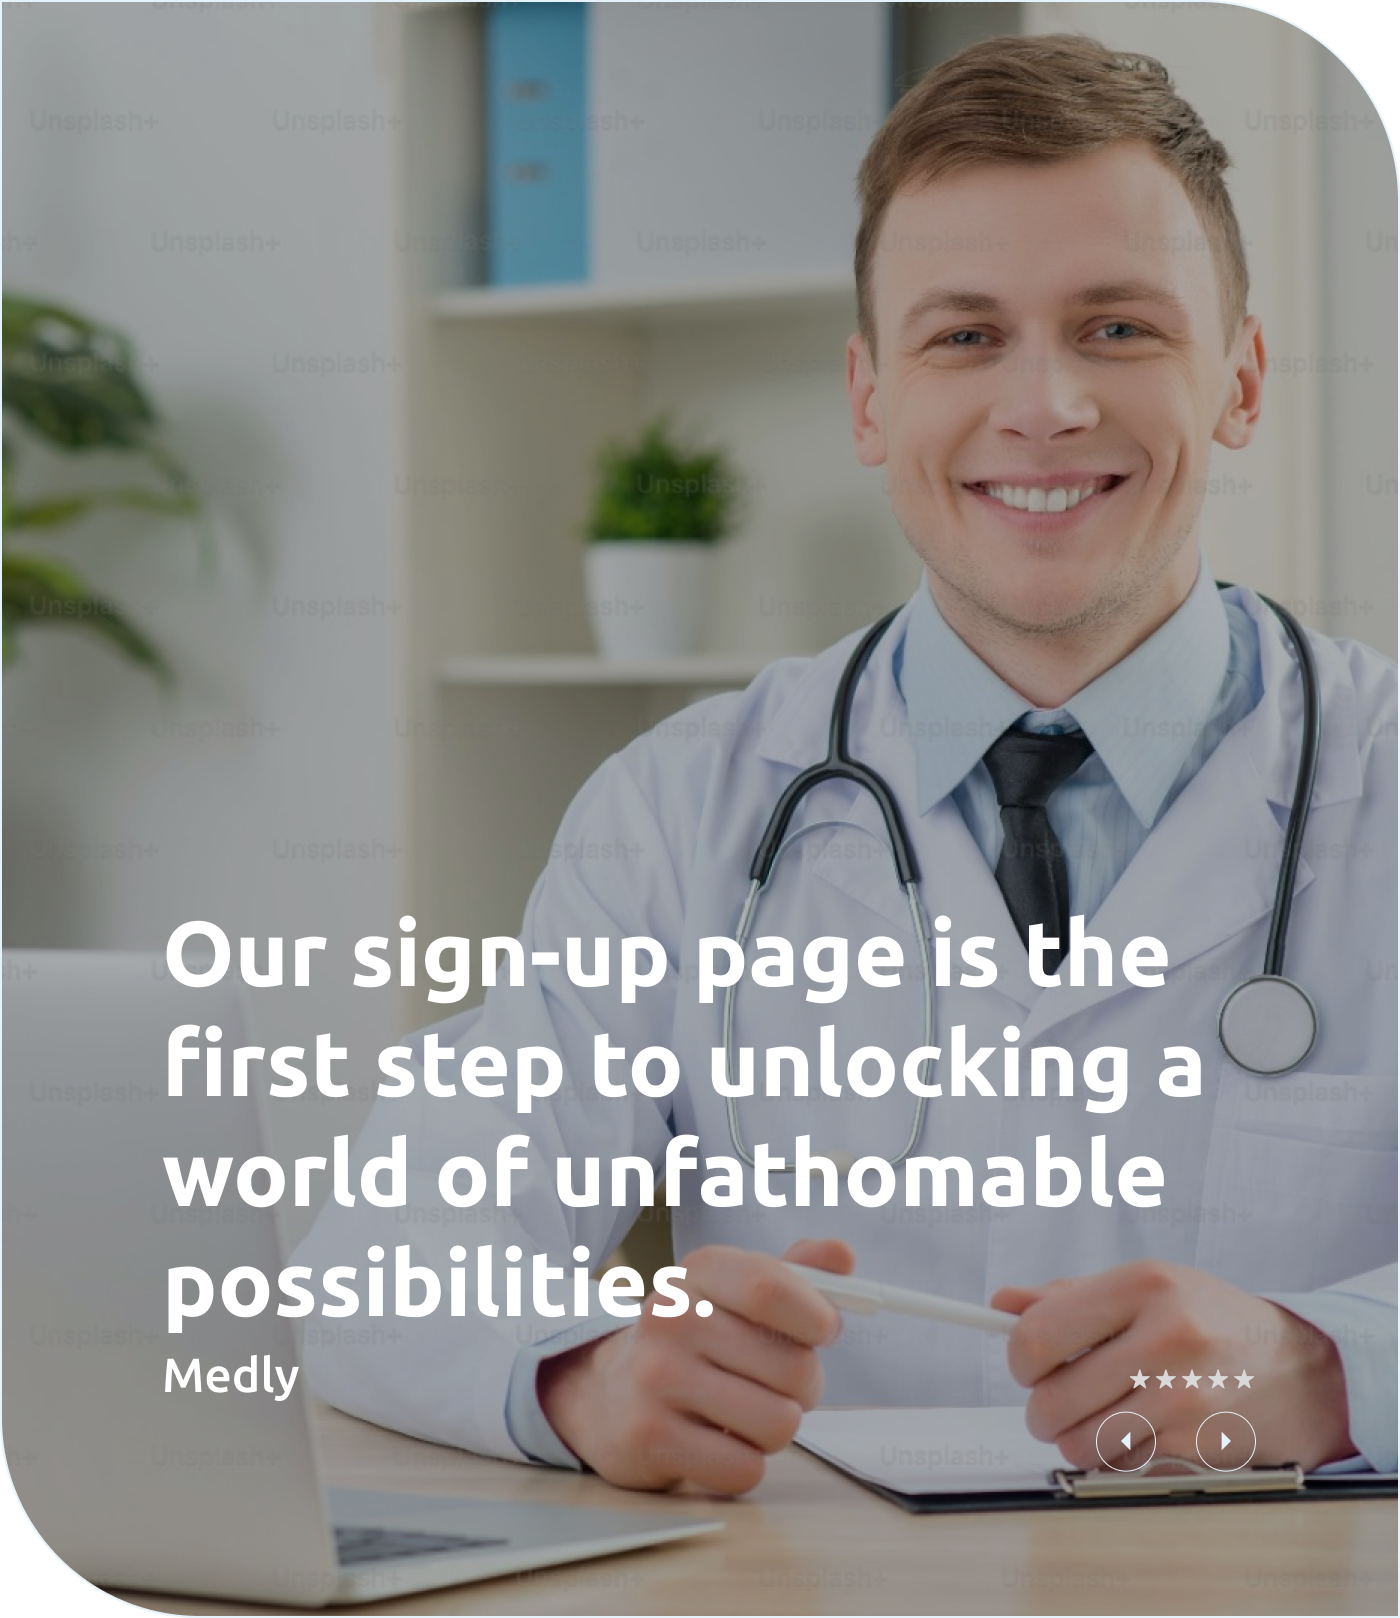 Our sign-up page is the
first step to unlocking a
world of unfathomable
possibilities.
Medly
★★★★★
Unsplash+